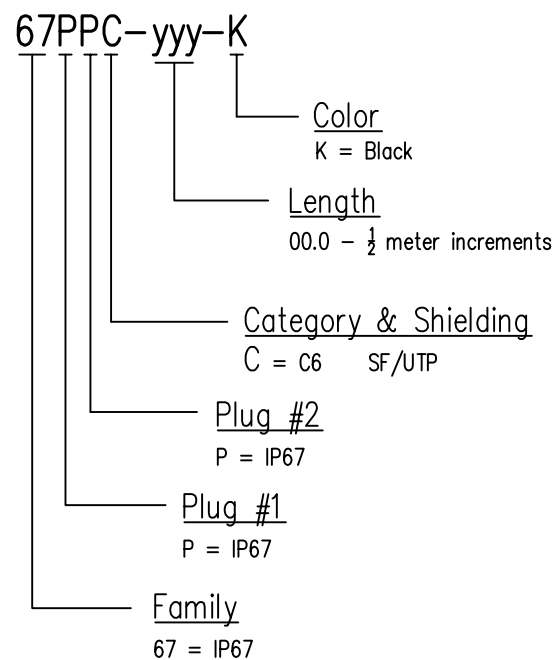 67PPC-yyy-K
Color
K = Black
Length
00.0 - ½ meter increments
Category & Shielding
C = C6 SF/UTP
Plug #2
P = IP67
Plug #1
P = IP67
Family
67 = IP67